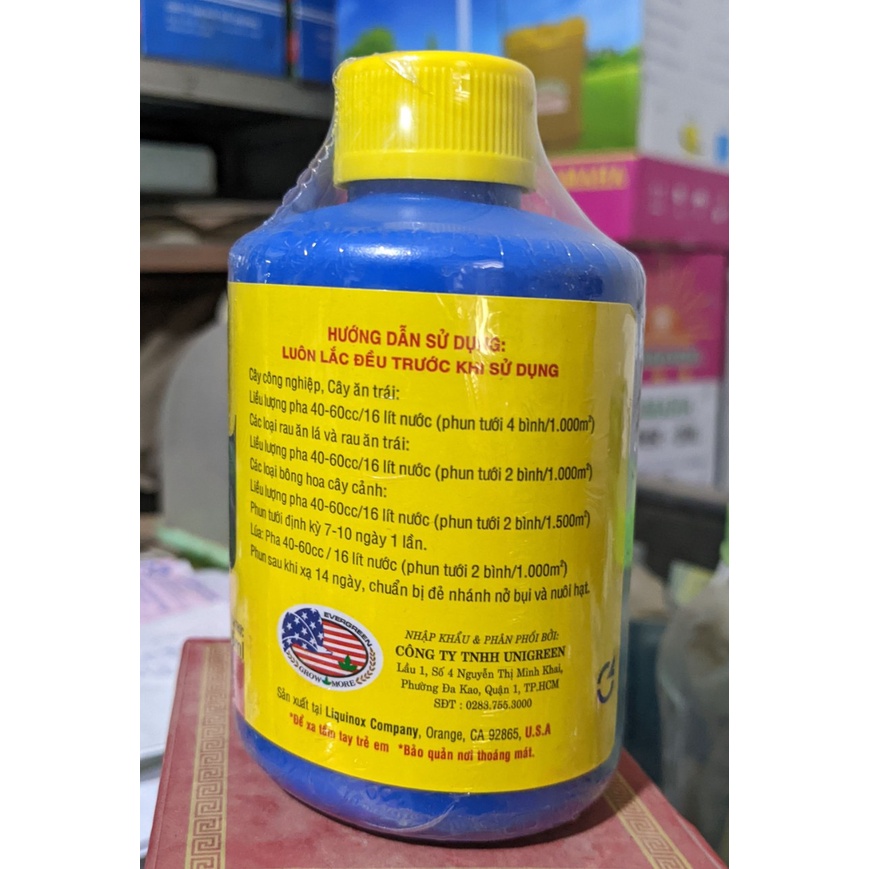 HƯỚNG DẪN SỬ DỤNG:
LUÔN LẮC ĐỀU TRƯỚC KHI SỬ DỤNG
Cây công nghiệp, Cây ăn trái:
Liều lượng pha 40-60cc/16 lít nước (phun tưới 4 bình/1.000m²)
Các loại rau ăn lá và rau ăn trái:
Liều lượng pha 40-60cc/16 lít nước (phun tưới 2 bình/1.000m²)
Các loại bông hoa cây cảnh:
Liều lượng pha 40-60cc/16 lít nước (phun tưới 2 bình/1.500m²)
Phun tưới định kỳ 7-10 ngày 1 lần.
Lúa: Pha 40-60cc / 16 lít nước (phun tưới 2 bình/1.000m²)
Phun sau khi xạ 14 ngày, chuẩn bị đẻ nhánh nở bụi và nuôi hạt.
EVERGREEN
GROW MORE
NHẬP KHẨU & PHÂN PHỐI BỞI:
CÔNG TY TNHH UNIGREEN
Lầu 1, Số 4 Nguyễn Thị Minh Khai,
Phường Đa Kao, Quận 1, TP.HCM
SĐT : 0283.755.3000
Sản xuất tại Liquinox Company, Orange, CA 92865, U.S.A
*Để xa tầm tay trẻ em *Bảo quản nơi thoáng mát.